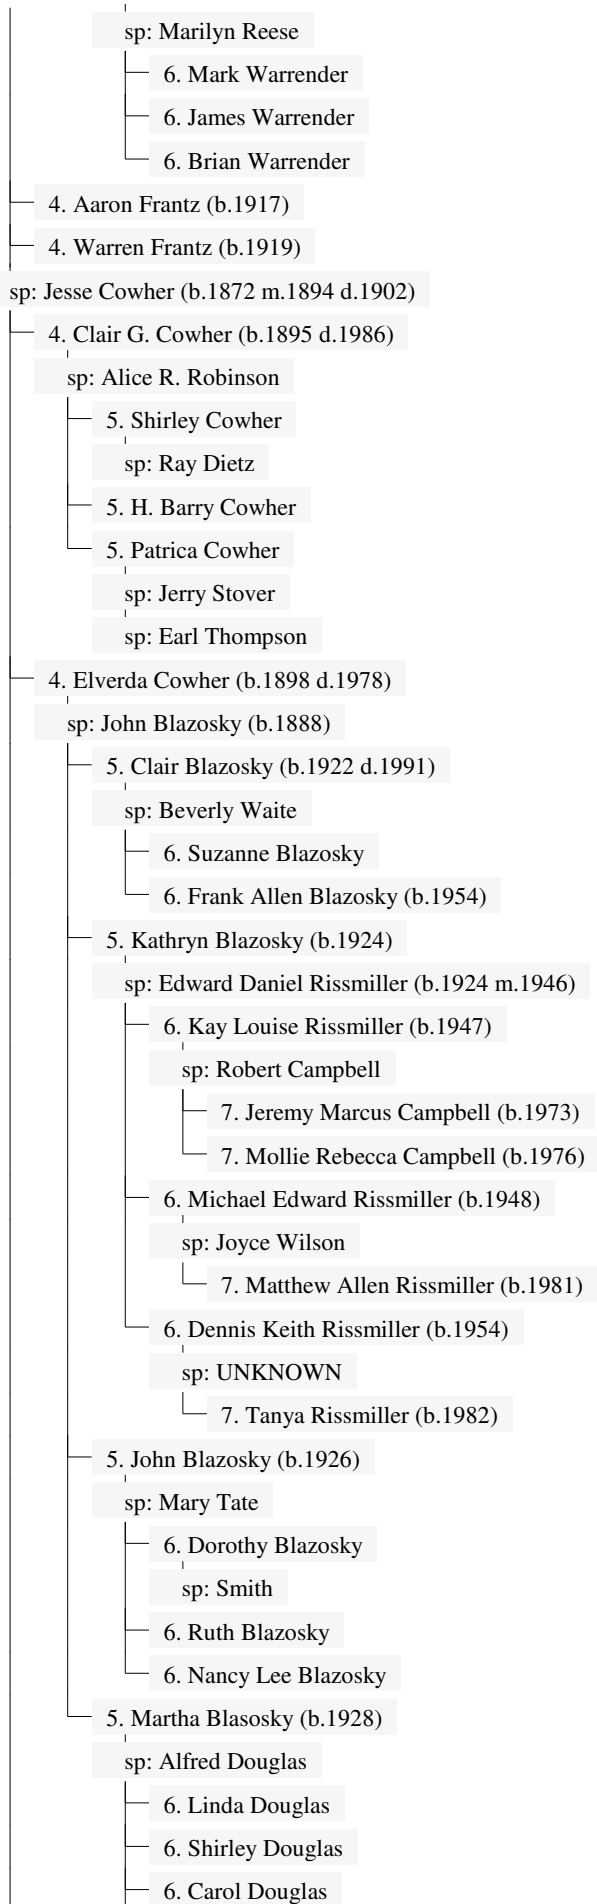 sp: Marilyn Reese
6. Mark Warrender
6. James Warrender
6. Brian Warrender
4. Aaron Frantz (b.1917)
4. Warren Frantz (b.1919)
sp: Jesse Cowher (b.1872 m.1894 d.1902)
4. Clair G. Cowher (b.1895 d.1986)
sp: Alice R. Robinson
5. Shirley Cowher
sp: Ray Dietz
5. H. Barry Cowher
5. Patrica Cowher
sp: Jerry Stover
sp: Earl Thompson
4. Elverda Cowher (b.1898 d.1978)
sp: John Blazosky (b.1888)
5. Clair Blazosky (b.1922 d.1991)
sp: Beverly Waite
6. Suzanne Blazosky
6. Frank Allen Blazosky (b.1954)
5. Kathryn Blazosky (b.1924)
sp: Edward Daniel Rissmiller (b.1924 m.1946)
6. Kay Louise Rissmiller (b.1947)
sp: Robert Campbell
7. Jeremy Marcus Campbell (b.1973)
7. Mollie Rebecca Campbell (b.1976)
6. Michael Edward Rissmiller (b.1948)
sp: Joyce Wilson
7. Matthew Allen Rissmiller (b.1981)
6. Dennis Keith Rissmiller (b.1954)
sp: UNKNOWN
7. Tanya Rissmiller (b.1982)
5. John Blazosky (b.1926)
sp: Mary Tate
6. Dorothy Blazosky
sp: Smith
6. Ruth Blazosky
6. Nancy Lee Blazosky
5. Martha Blasosky (b.1928)
sp: Alfred Douglas
6. Linda Douglas
6. Shirley Douglas
6. Carol Douglas